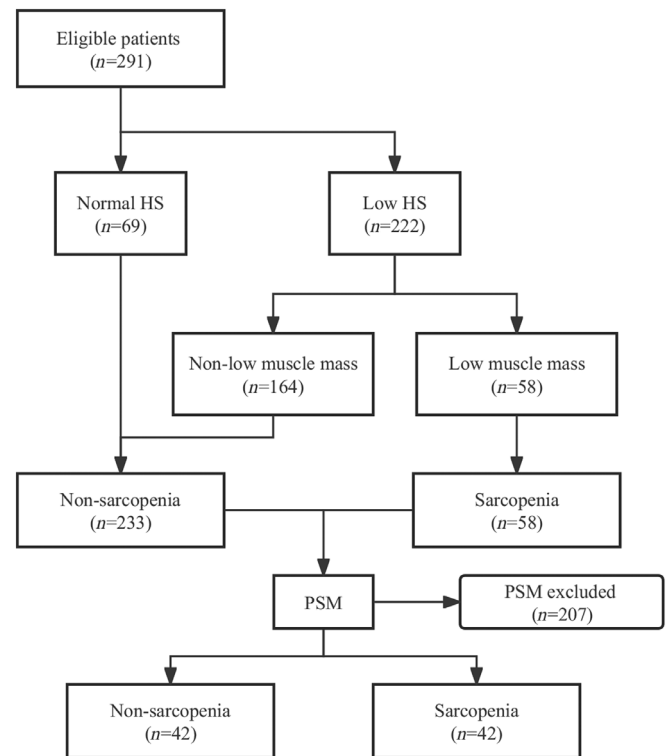 Eligible patients
(n=291)
Normal HS
(n=69)
Low HS
(n=222)
Non-low muscle mass
(n=164)
Low muscle mass
(n=58)
Non-sarcopenia
(n=233)
Sarcopenia
(n=58)
PSM
PSM excluded
(n=207)
Non-sarcopenia
(n=42)
Sarcopenia
(n=42)